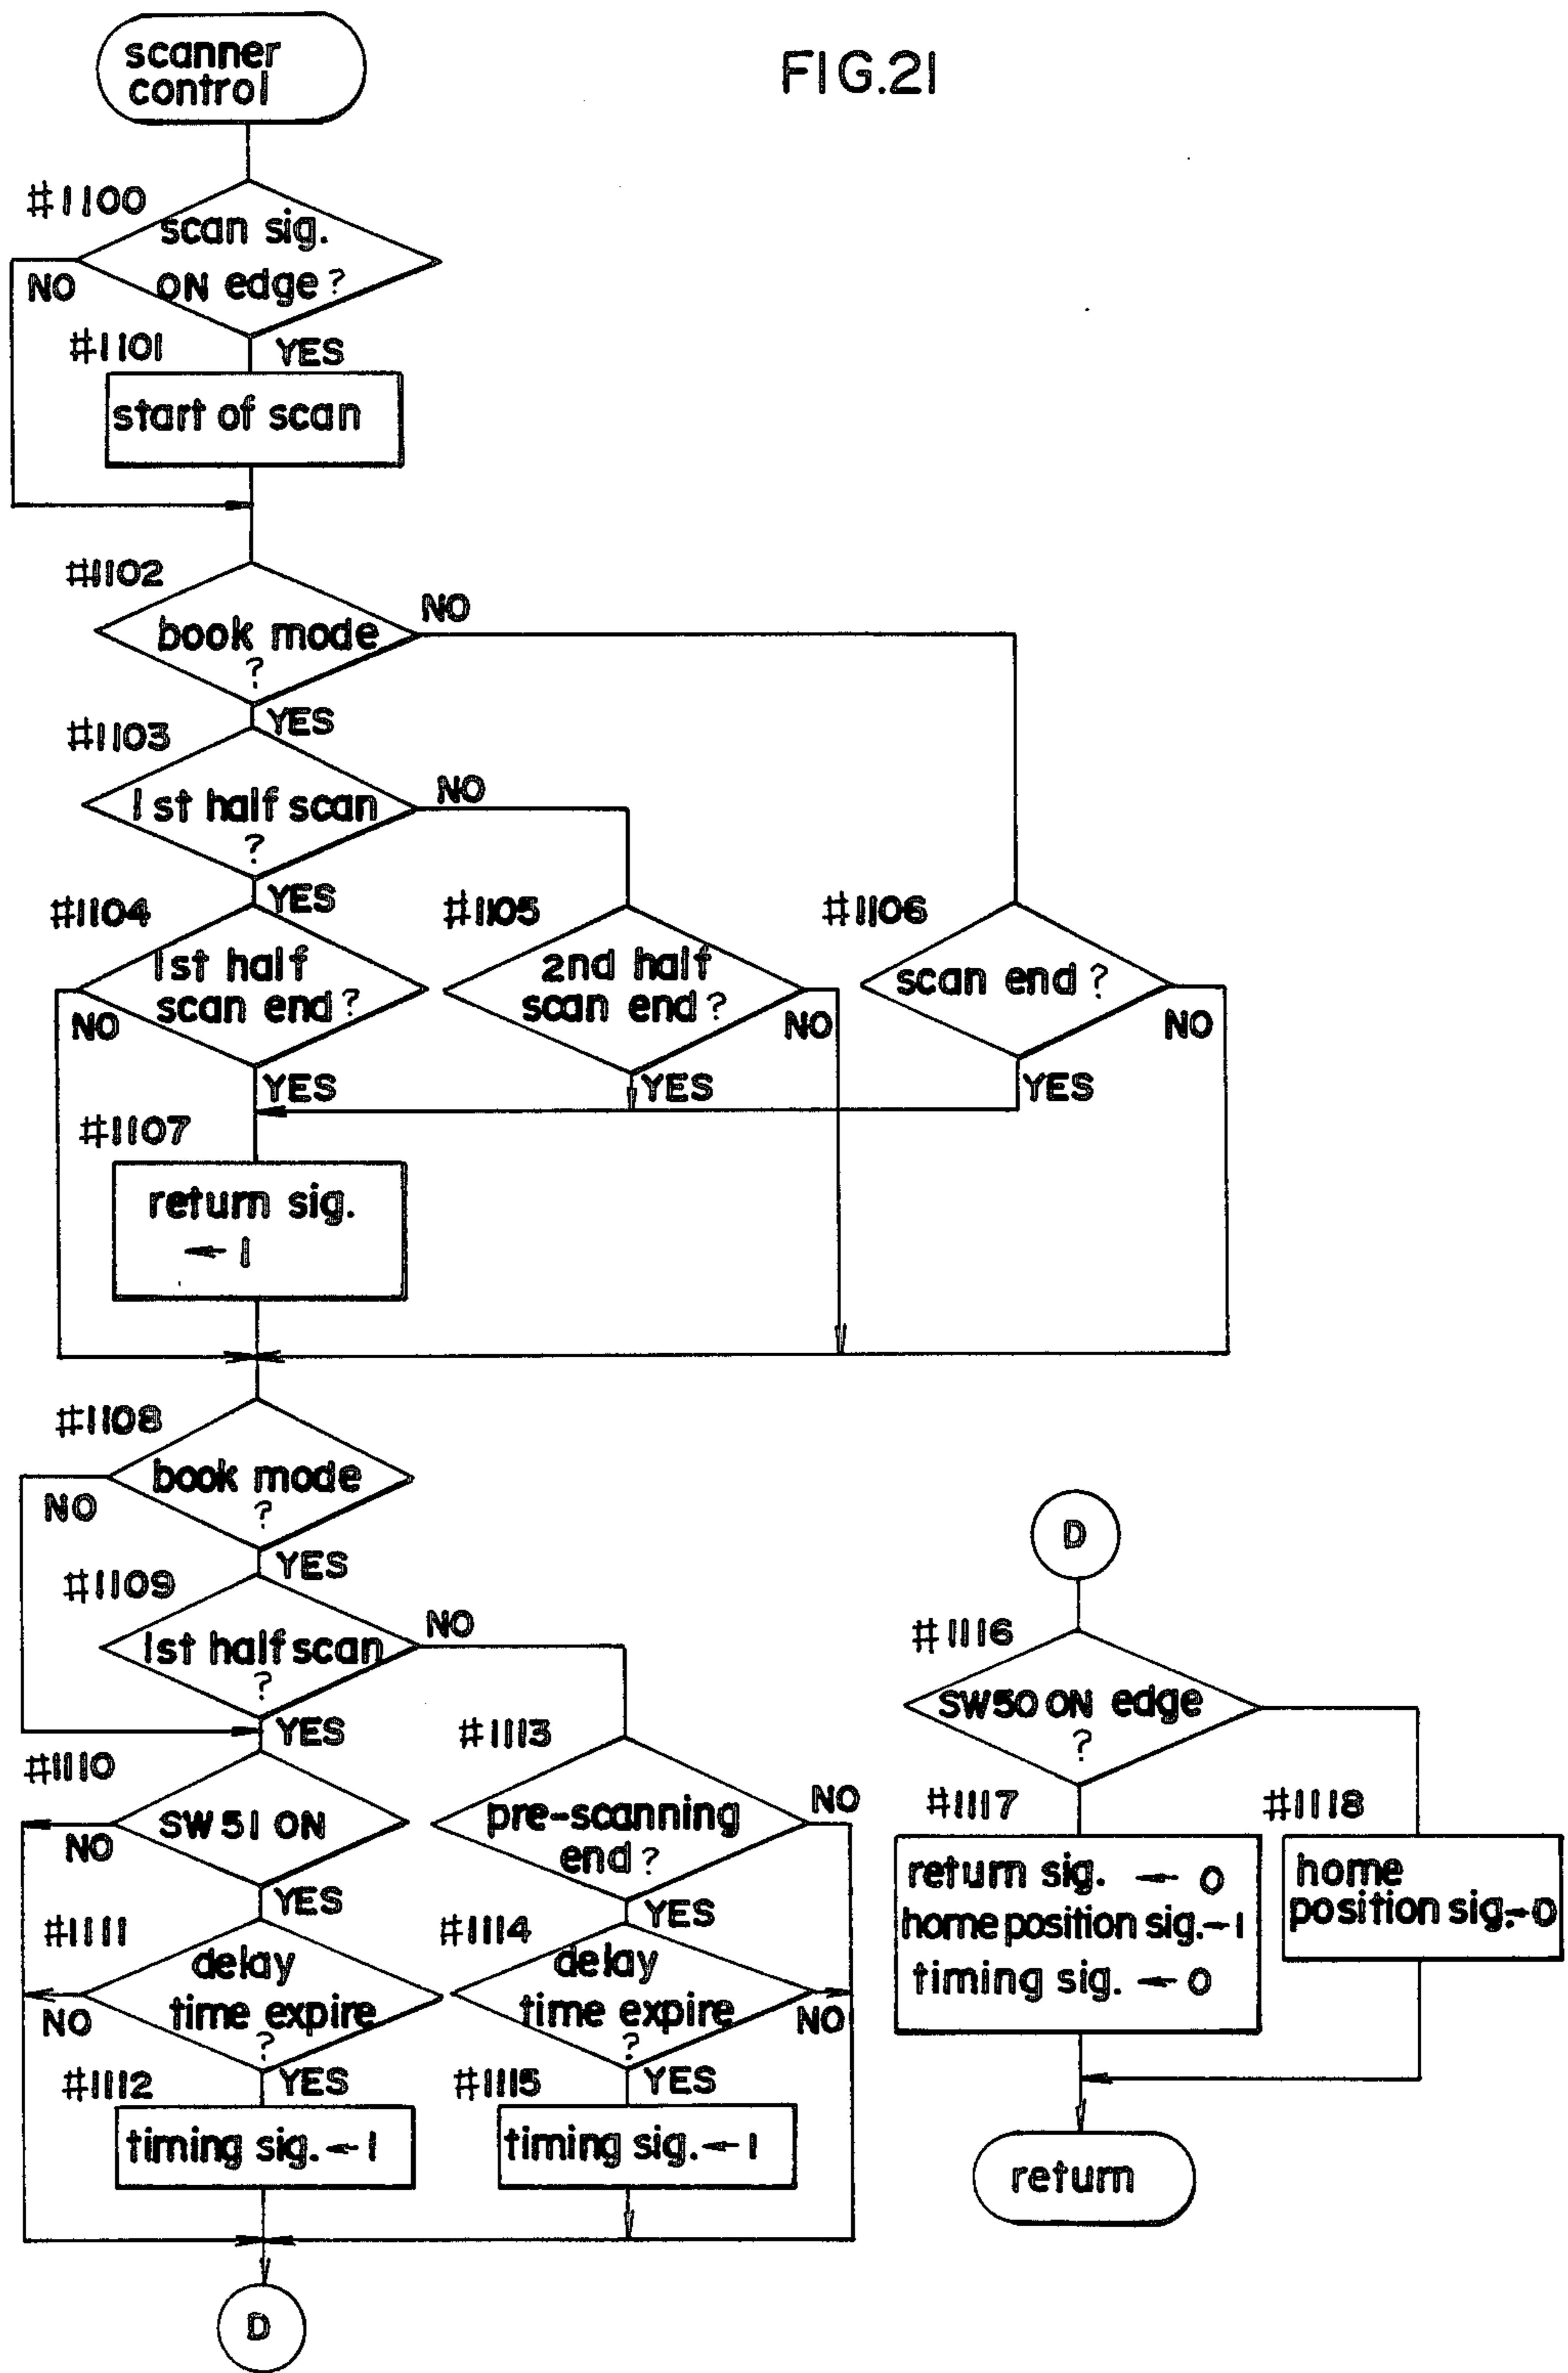 FIG.21
scanner
control
#1100
scan sig.
ON edge?
NO
#1101
YES
start of scan
#1102
book mode
?
NO
YES
#1103
1st half scan
?
NO
YES
#1104
1st half
scan end?
NO
YES
#1105
2nd half
scan end?
NO
YES
#1106
scan end?
NO
YES
#1107
return sig.
← 1
#1108
book mode
?
NO
YES
#1109
1st half scan
?
NO
YES
#1110
SW51 ON
NO
YES
#1111
delay
time expire
?
NO
YES
#1112
timing sig.←1
#1113
pre-scanning
end?
NO
YES
#1114
delay
time expire
?
NO
YES
#1115
timing sig.←1
D
D
#1116
SW50 ON edge
?
#1117
return sig. ← 0
home position sig.←1
timing sig. ← 0
#1118
home
position sig.←0
return